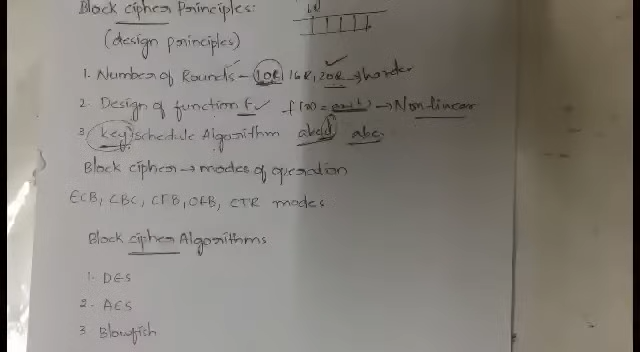 Block cipher Principles:
(design principles)
1. Number of Rounds - 10R, 16R, 20R → harder
2. Design of function F f(x) = → Non-linear
3. key schedule Algorithm abcd abc
Block cipher → modes of operation
ECB, CBC, CFB, OFB, CTR modes
Block cipher Algorithms
1. DES
2. AES
3. Blowfish